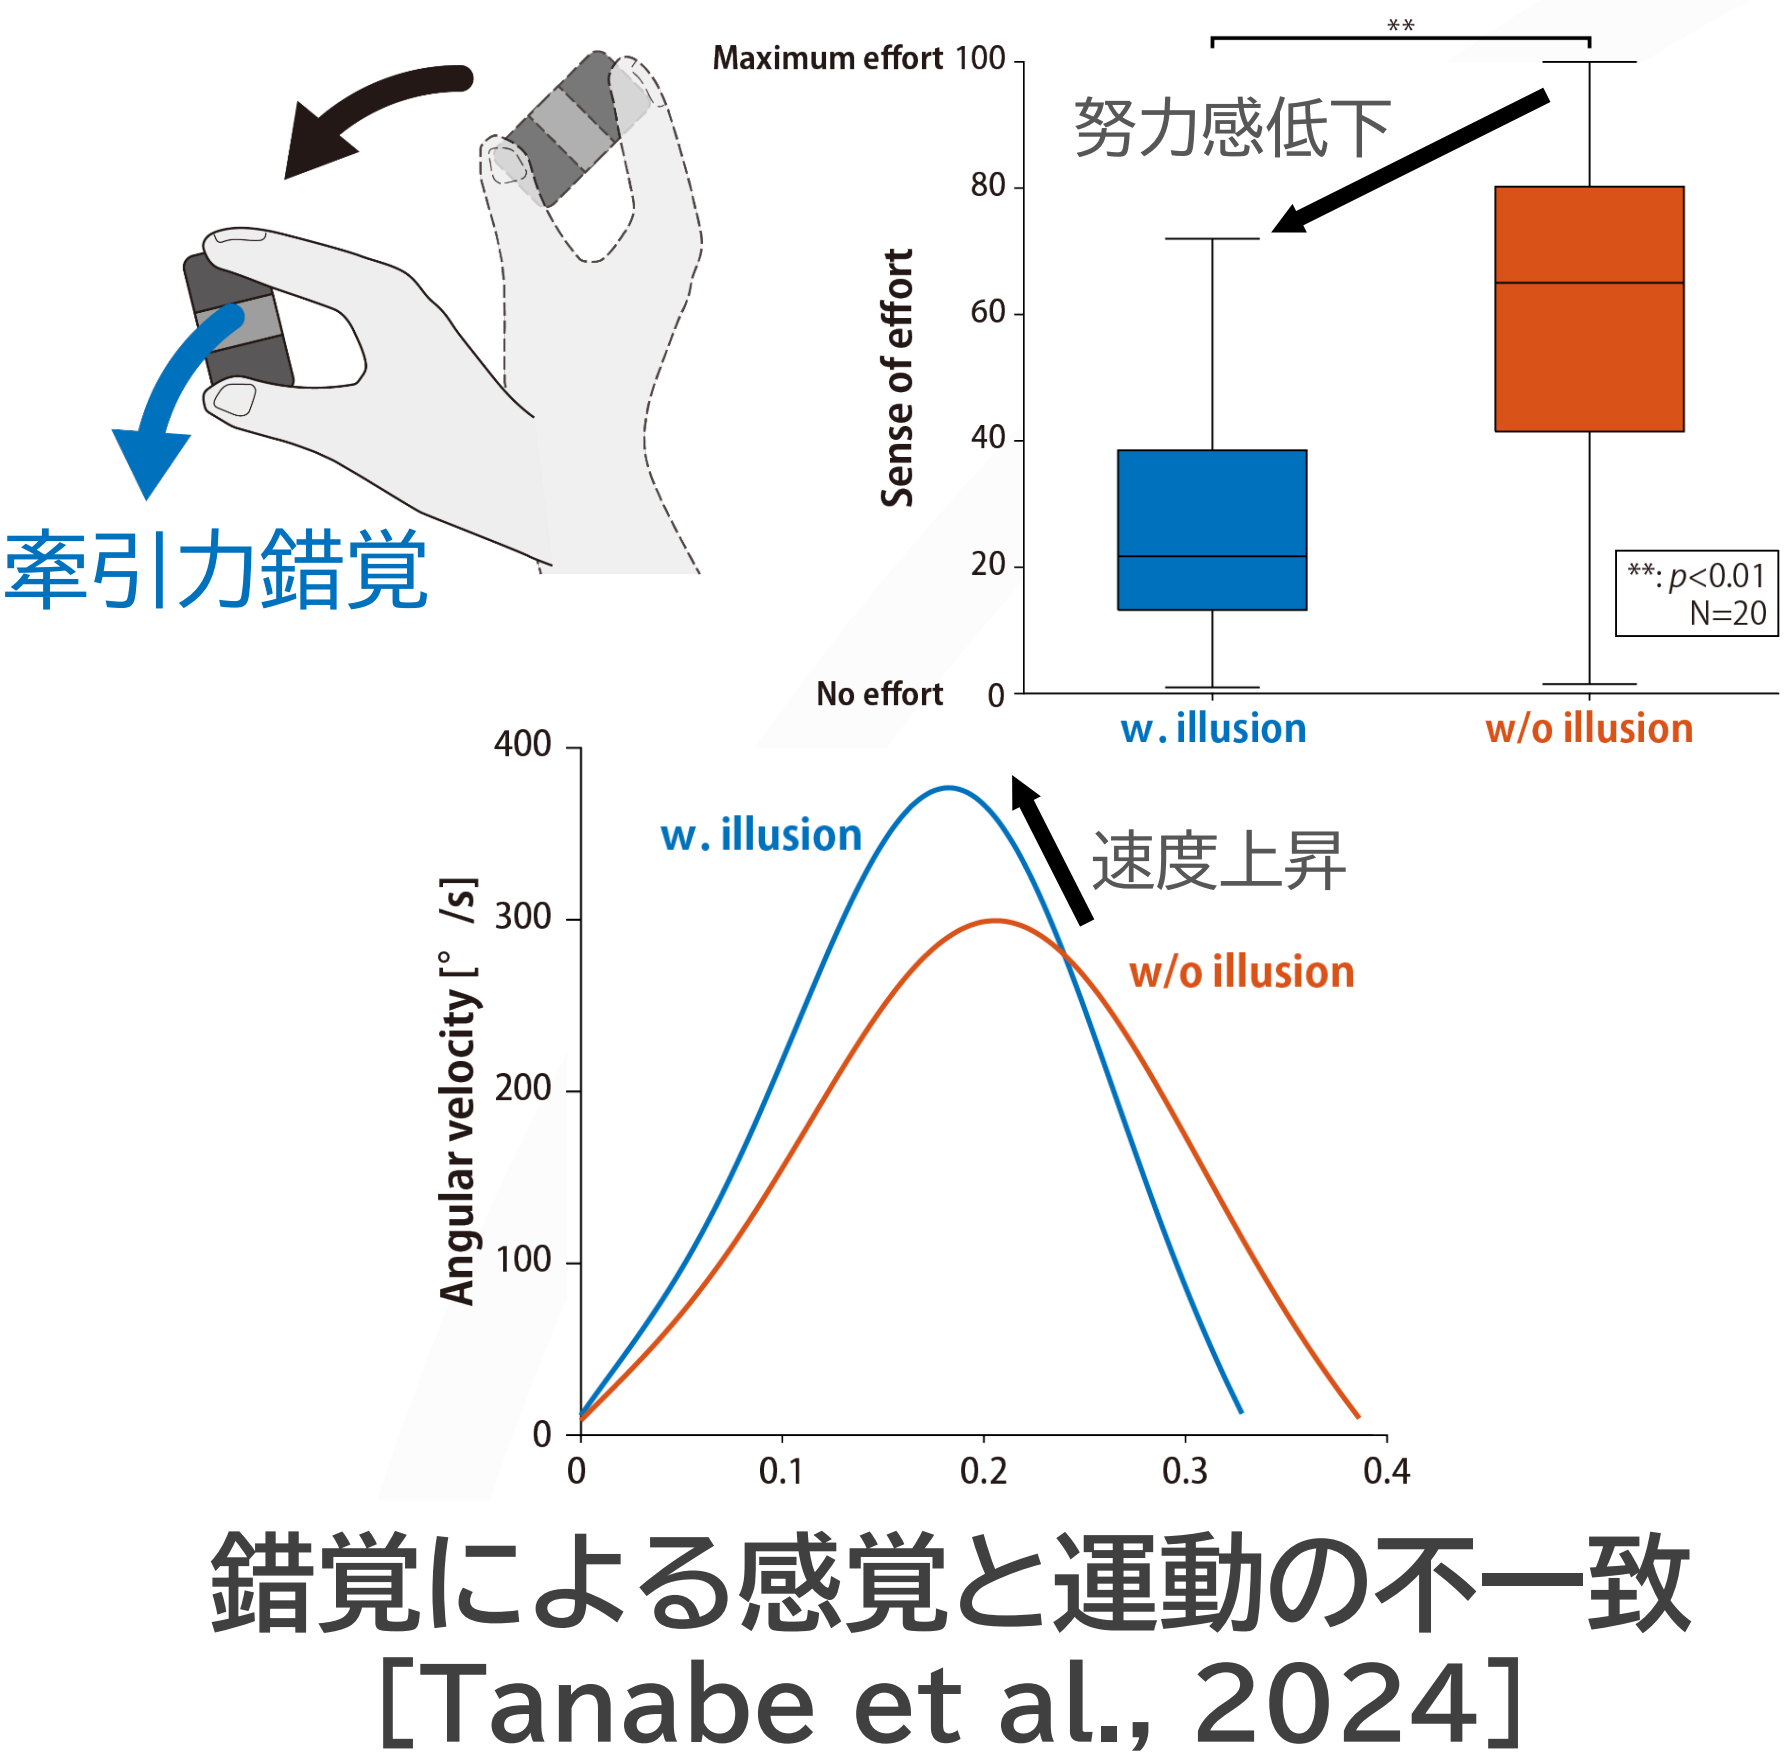 牽引力錯覚
**
Maximum effort 100
80
60
40
20
No effort 0
Sense of effort
努力感低下
**: p<0.01
N=20
w. illusion
w/o illusion
400
300
200
100
0
Angular velocity [° /s]
w. illusion
速度上昇
w/o illusion
0 0.1 0.2 0.3 0.4
錯覚による感覚と運動の不一致
[Tanabe et al., 2024]